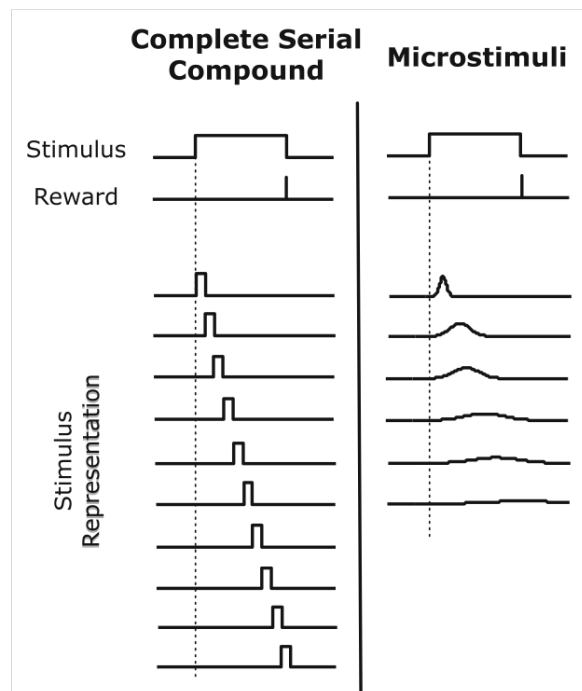 Complete Serial
Compound
Microstimuli
Stimulus
Reward
Stimulus
Representation